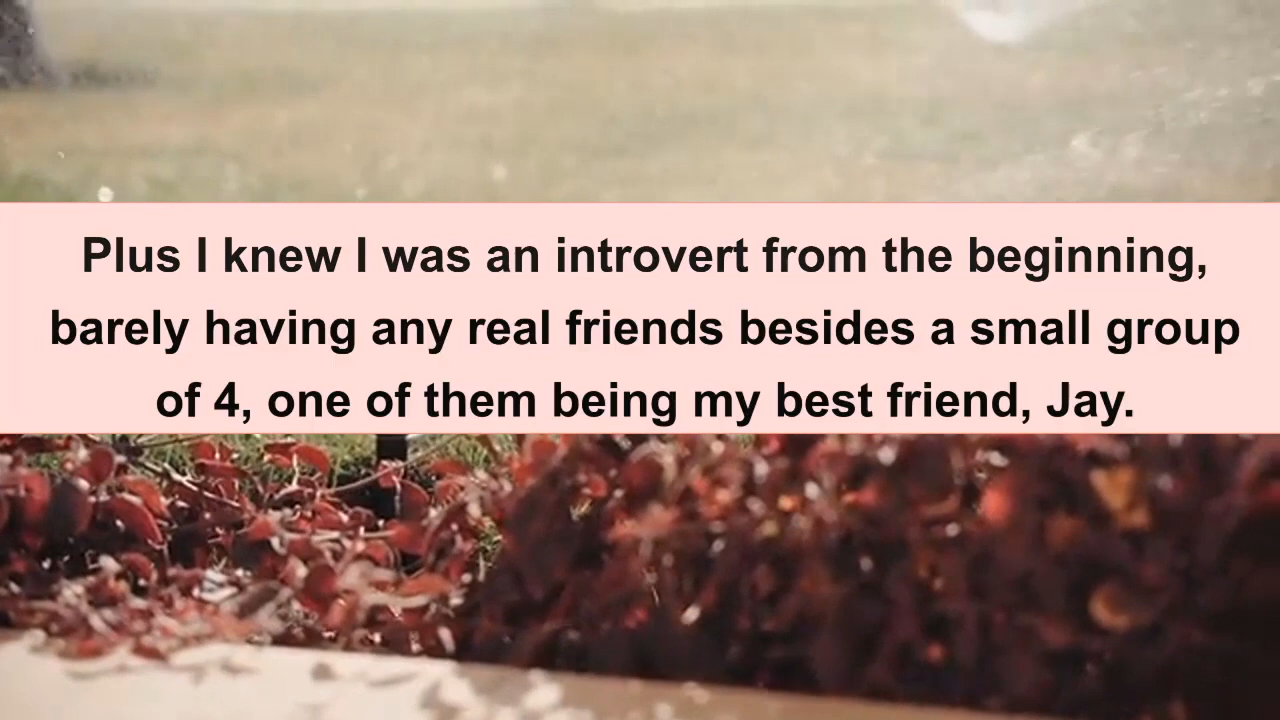 Plus I knew I was an introvert from the beginning,
barely having any real friends besides a small group
of 4, one of them being my best friend, Jay.